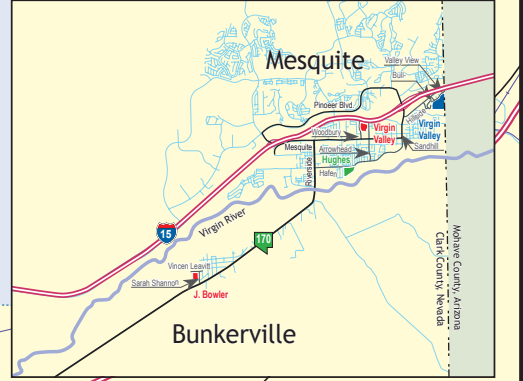 Mesquite
Valley View
Bull
Pinoeer Blvd.
Hillside
Woodbury
Virgin
Valley
Virgin
Valley
Sandhill
Mesquite
Arrowhead
Hughes
Hafen
Riverside
Virgin River
15
170
Vincen Leavitt
Sarah Shannon
J. Bowler
Bunkerville
Mohave County, Arizona
Clark County, Nevada